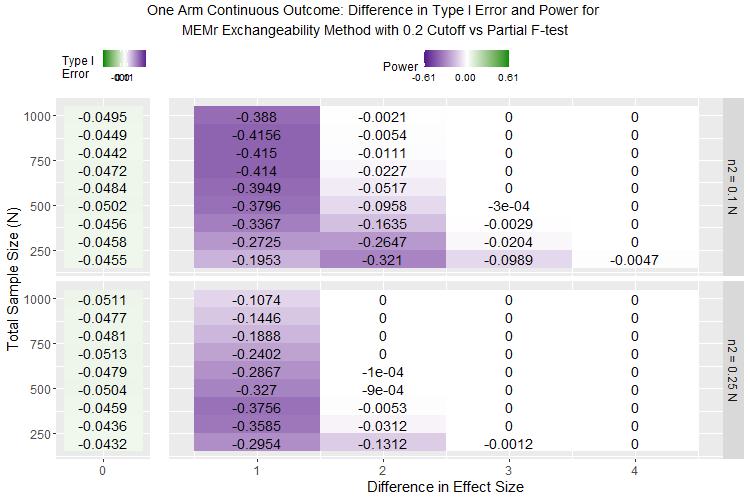 One Arm Continuous Outcome: Difference in Type I Error and Power for
MEMr Exchangeability Method with 0.2 Cutoff vs Partial F-test
Type I
Error
Power
-0.61 0.00 0.61
Total Sample Size (N)
1000 -0.0495 -0.388 -0.0021 0 0
-0.0449 -0.4156 -0.0054 0 0
750 -0.0442 -0.415 -0.0111 0 0
-0.0472 -0.414 -0.0227 0 0
-0.0484 -0.3949 -0.0517 0 0
500 -0.0502 -0.3796 -0.0958 -3e-04 0
-0.0456 -0.3367 -0.1635 -0.0029 0
-0.0458 -0.2725 -0.2647 -0.0204 0
250 -0.0455 -0.1953 -0.321 -0.0989 -0.0047
n2 = 0.1 N
1000 -0.0511 -0.1074 0 0 0
-0.0477 -0.1446 0 0 0
750 -0.0481 -0.1888 0 0 0
-0.0513 -0.2402 0 0 0
-0.0479 -0.2867 -1e-04 0 0
500 -0.0504 -0.327 -9e-04 0 0
-0.0459 -0.3756 -0.0053 0 0
-0.0436 -0.3585 -0.0312 0 0
250 -0.0432 -0.2954 -0.1312 -0.0012 0
n2 = 0.25 N
0 1 2 3 4
Difference in Effect Size